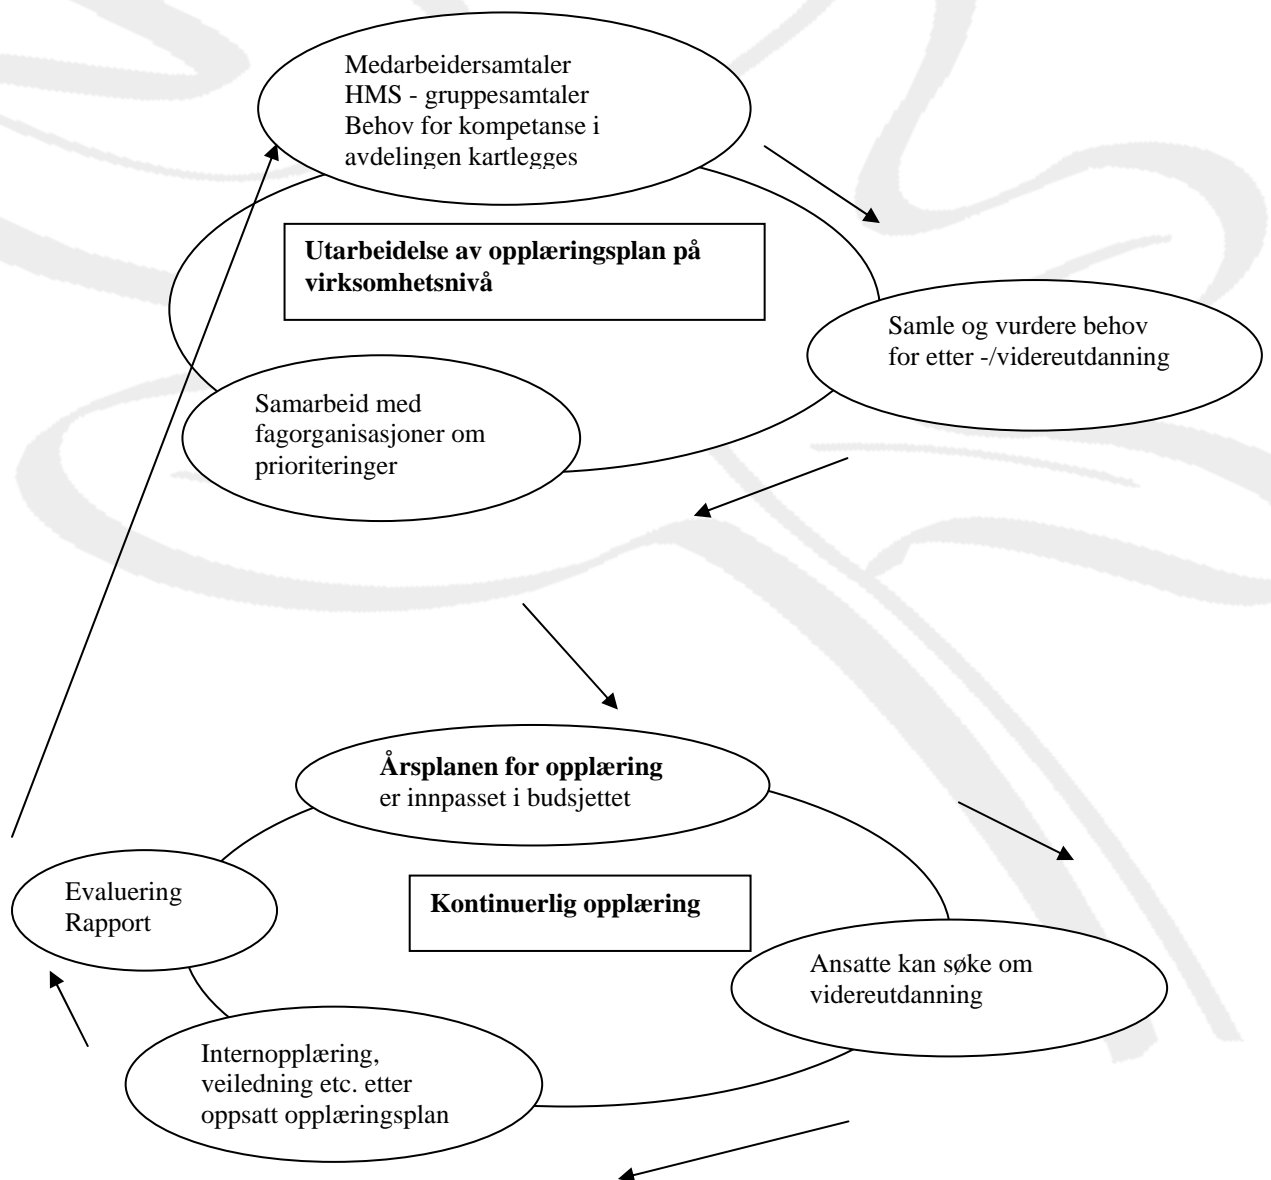 Medarbeidersamtaler
HMS - gruppesamtaler
Behov for kompetanse i
avdelingen kartlegges
Utarbeidelse av opplæringsplan på
virksomhetsnivå
Samle og vurdere behov
for etter -/videreutdanning
Samarbeid med
fagorganisasjoner om
prioriteringer
Årsplanen for opplæring
er innpasset i budsjettet
Evaluering
Rapport
Kontinuerlig opplæring
Ansatte kan søke om
videreutdanning
Internopplæring,
veiledning etc. etter
oppsatt opplæringsplan